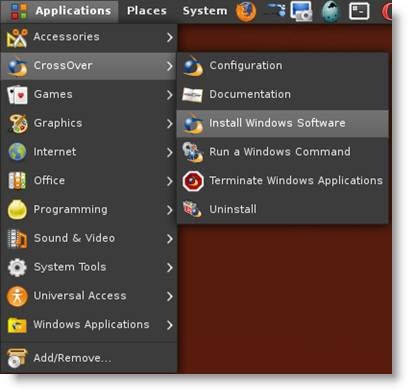 Applications Places System
Accessories
CrossOver
Games
Graphics
Internet
Office
Programming
Sound & Video
System Tools
Universal Access
Windows Applications
Add/Remove...
Configuration
Documentation
Install Windows Software
Run a Windows Command
Terminate Windows Applications
Uninstall